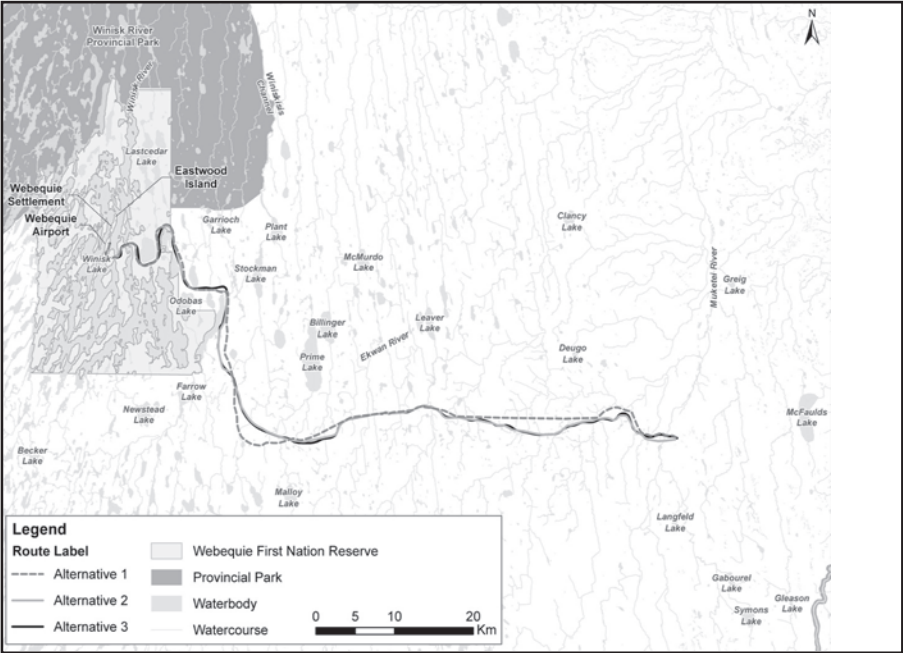 N
Winisk River
Provincial Park
Winisk River
Winiskisis
Channel
Lastcedar
Lake
Eastwood
Island
Webequie
Settlement
Webequie
Airport
Winisk
Lake
Garrioch
Lake
Plant
Lake
Clancy
Lake
Stockman
Lake
McMurdo
Lake
Muketei River
Greig
Lake
Odobas
Lake
Billinger
Lake
Leaver
Lake
Ekwan River
Prime
Lake
Deugo
Lake
Farrow
Lake
Newstead
Lake
McFaulds
Lake
Becker
Lake
Malloy
Lake
Langfeld
Lake
Gabourel
Lake
Symons
Lake
Gleason
Lake
Legend
Route Label
Alternative 1
Alternative 2
Alternative 3
Webequie First Nation Reserve
Provincial Park
Waterbody
Watercourse
0 5 10 20
Km